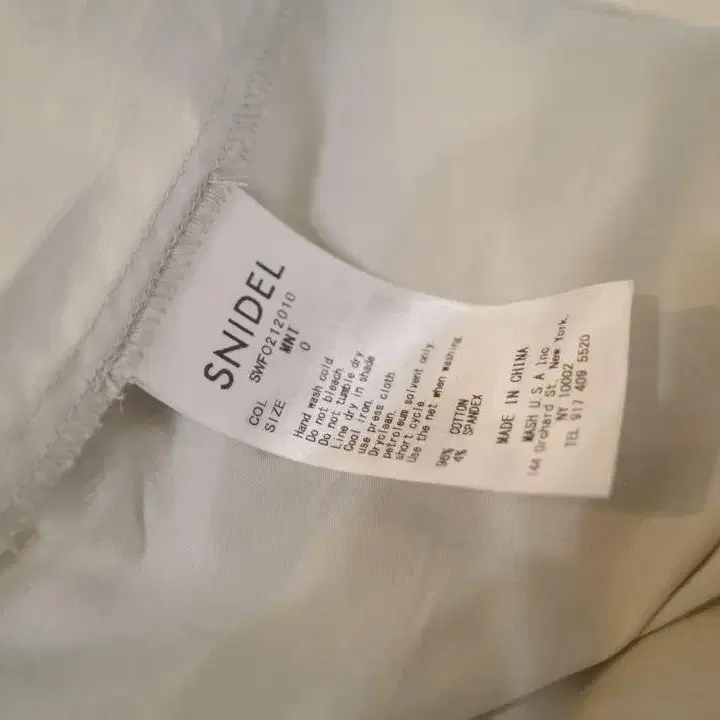 SNIDEL
SWFO212010
COL MNT
SIZE 0
Hand wash cold.
Do not bleach.
Do not tumble dry
Line dry in shade
Cool iron.
use press cloth
Dryclean.
petroleum solvent only.
short cycle
Use the net when washing.
96% COTTON
4% SPANDEX
MADE IN CHINA
MASH U.S.A Inc
144 Orchard St. New York.
NY 10002
TEL 917 409 5520